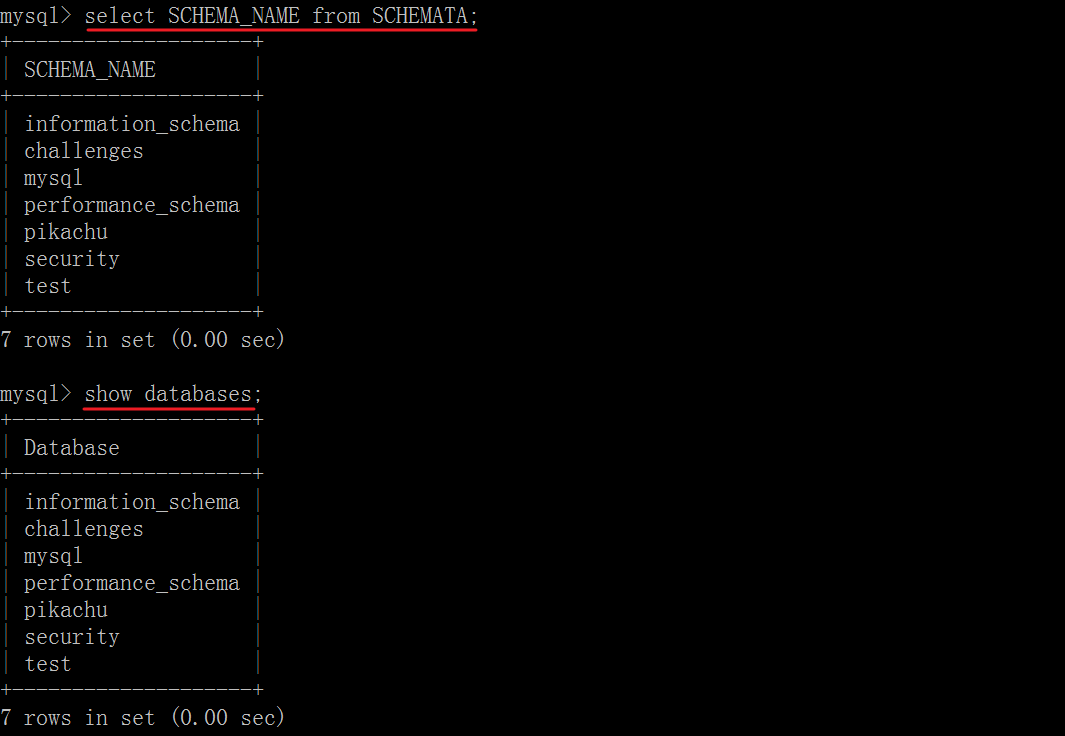 mysql> select SCHEMA_NAME from SCHEMATA;
+--------------------+
| SCHEMA_NAME        |
+--------------------+
| information_schema |
| challenges         |
| mysql              |
| performance_schema |
| pikachu            |
| security           |
| test               |
+--------------------+
7 rows in set (0.00 sec)

mysql> show databases;
+--------------------+
| Database           |
+--------------------+
| information_schema |
| challenges         |
| mysql              |
| performance_schema |
| pikachu            |
| security           |
| test               |
+--------------------+
7 rows in set (0.00 sec)